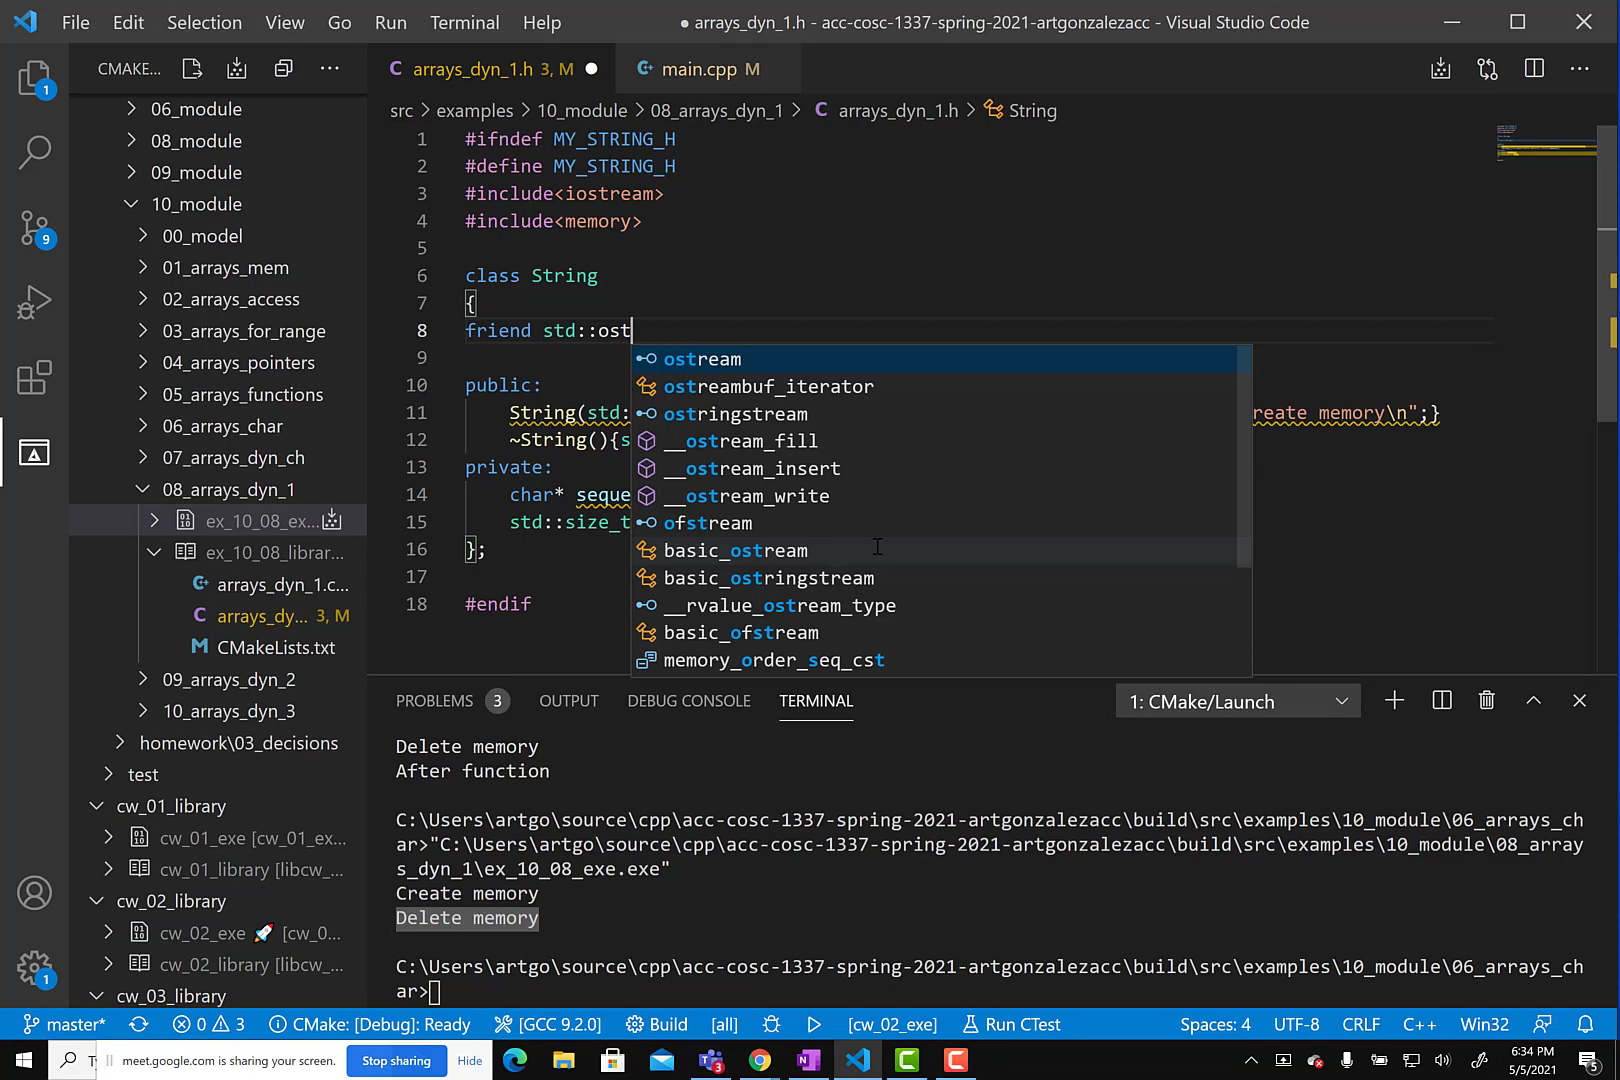 File Edit Selection View Go Run Terminal Help ● arrays_dyn_1.h - acc-cosc-1337-spring-2021-artgonzalezacc - Visual Studio Code
CMAKE... ···
arrays_dyn_1.h 3, M ●
main.cpp M
src > examples > 10_module > 08_arrays_dyn_1 > C arrays_dyn_1.h > String
1
9
1
06_module
08_module
09_module
10_module
00_model
01_arrays_mem
02_arrays_access
03_arrays_for_range
04_arrays_pointers
05_arrays_functions
06_arrays_char
07_arrays_dyn_ch
08_arrays_dyn_1
ex_10_08_ex...
ex_10_08_librar...
arrays_dyn_1.c...
arrays_dy... 3, M
CMakeLists.txt
09_arrays_dyn_2
10_arrays_dyn_3
homework\03_decisions
test
cw_01_library
cw_01_exe [cw_01_ex...
cw_01_library [libcw_...
cw_02_library
cw_02_exe 🚀 [cw_0...
cw_02_library [libcw_...
cw_03_library
1 #ifndef MY_STRING_H
2 #define MY_STRING_H
3 #include<iostream>
4 #include<memory>
5
6 class String
7 {
8 friend std::ost
9
10 public:
11 String(std: reate memory\n";}
12 ~String(){s
13 private:
14 char* seque
15 std::size_t
16 };
17
18 #endif
ostream
ostreambuf_iterator
ostringstream
__ostream_fill
__ostream_insert
__ostream_write
ofstream
basic_ostream
basic_ostringstream
__rvalue_ostream_type
basic_ofstream
memory_order_seq_cst
PROBLEMS 3 OUTPUT DEBUG CONSOLE TERMINAL 1: CMake/Launch
Delete memory
After function
C:\Users\artgo\source\cpp\acc-cosc-1337-spring-2021-artgonzalezacc\build\src\examples\10_module\06_arrays_ch
ar>"C:\Users\artgo\source\cpp\acc-cosc-1337-spring-2021-artgonzalezacc\build\src\examples\10_module\08_array
s_dyn_1\ex_10_08_exe.exe"
Create memory
Delete memory
C:\Users\artgo\source\cpp\acc-cosc-1337-spring-2021-artgonzalezacc\build\src\examples\10_module\06_arrays_ch
ar>
master* 0 3 CMake: [Debug]: Ready [GCC 9.2.0] Build [all] [cw_02_exe] Run CTest Spaces: 4 UTF-8 CRLF C++ Win32
meet.google.com is sharing your screen. Stop sharing Hide
3
6:34 PM
5/5/2021
5